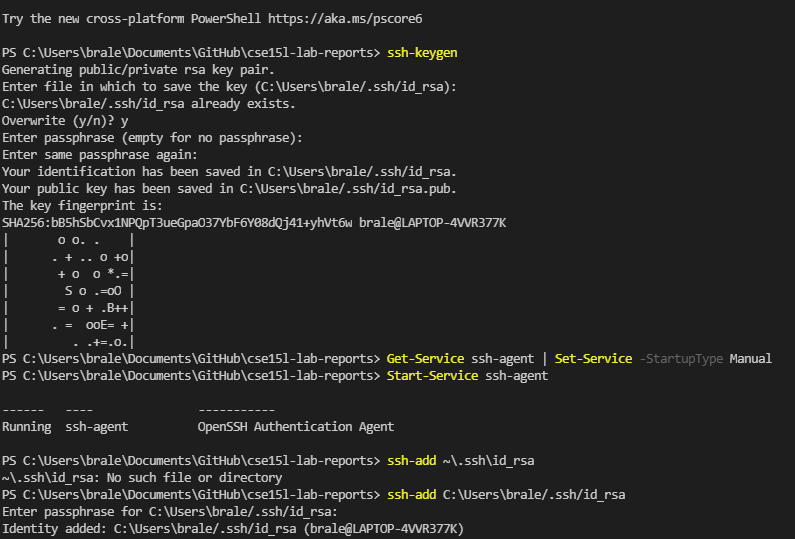 Try the new cross-platform PowerShell https://aka.ms/pscore6
PS C:\Users\brale\Documents\GitHub\cse15l-lab-reports> ssh-keygen
Generating public/private rsa key pair.
Enter file in which to save the key (C:\Users\brale/.ssh/id_rsa):
C:\Users\brale/.ssh/id_rsa already exists.
Overwrite (y/n)? y
Enter passphrase (empty for no passphrase):
Enter same passphrase again:
Your identification has been saved in C:\Users\brale/.ssh/id_rsa.
Your public key has been saved in C:\Users\brale/.ssh/id_rsa.pub.
The key fingerprint is:
SHA256:bB5hSbCvx1NPQpT3ueGpaO37YbF6Y08dQj41+yhVt6w brale@LAPTOP-4VVR377K
|       o o. .    |
|      . + .. o +o|
|       + o  o *.=|
|        S o .=oO |
|       = o + .B++|
|      . =  ooE= +|
|         . .+=.o.|
PS C:\Users\brale\Documents\GitHub\cse15l-lab-reports> Get-Service ssh-agent | Set-Service -StartupType Manual
PS C:\Users\brale\Documents\GitHub\cse15l-lab-reports> Start-Service ssh-agent
------   ----               -----------
Running  ssh-agent          OpenSSH Authentication Agent
PS C:\Users\brale\Documents\GitHub\cse15l-lab-reports> ssh-add ~\.ssh\id_rsa
~\.ssh\id_rsa: No such file or directory
PS C:\Users\brale\Documents\GitHub\cse15l-lab-reports> ssh-add C:\Users\brale/.ssh/id_rsa
Enter passphrase for C:\Users\brale/.ssh/id_rsa:
Identity added: C:\Users\brale/.ssh/id_rsa (brale@LAPTOP-4VVR377K)